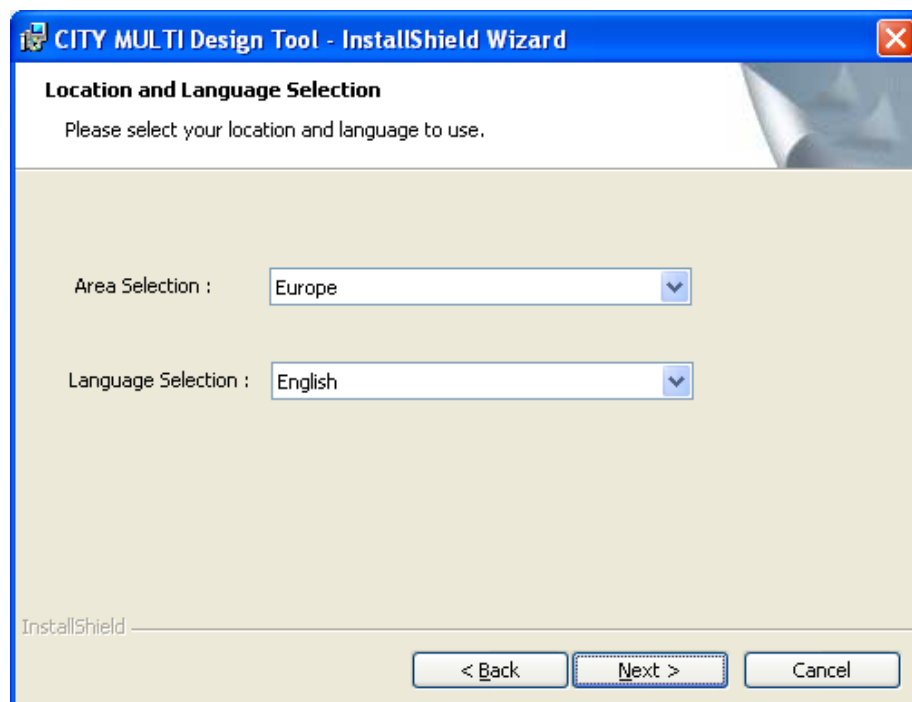 CITY MULTI Design Tool - InstallShield Wizard
Location and Language Selection
Please select your location and language to use.
Area Selection :
Europe
Language Selection :
English
InstallShield
< Back
Next >
Cancel